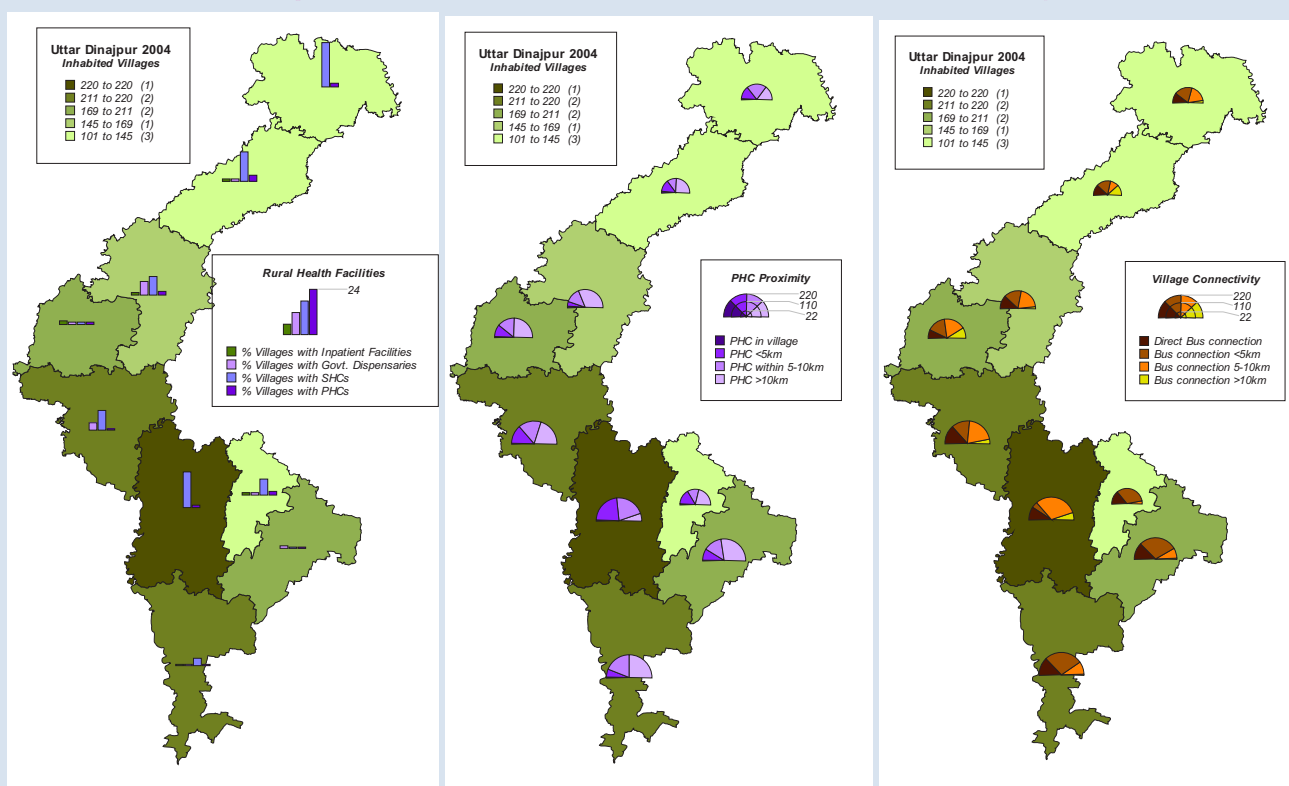 Uttar Dinajpur 2004
Inhabited Villages
220 to 220 (1)
211 to 220 (2)
169 to 211 (2)
145 to 169 (1)
101 to 145 (3)
Rural Health Facilities
24
% Villages with Inpatient Facilities
% Villages with Govt. Dispensaries
% Villages with SHCs
% Villages with PHCs
Uttar Dinajpur 2004
Inhabited Villages
220 to 220 (1)
211 to 220 (2)
169 to 211 (2)
145 to 169 (1)
101 to 145 (3)
PHC Proximity
220
110
22
PHC in village
PHC <5km
PHC within 5-10km
PHC >10km
Uttar Dinajpur 2004
Inhabited Villages
220 to 220 (1)
211 to 220 (2)
169 to 211 (2)
145 to 169 (1)
101 to 145 (3)
Village Connectivity
220
110
22
Direct Bus connection
Bus connection <5km
Bus connection 5-10km
Bus connection >10km